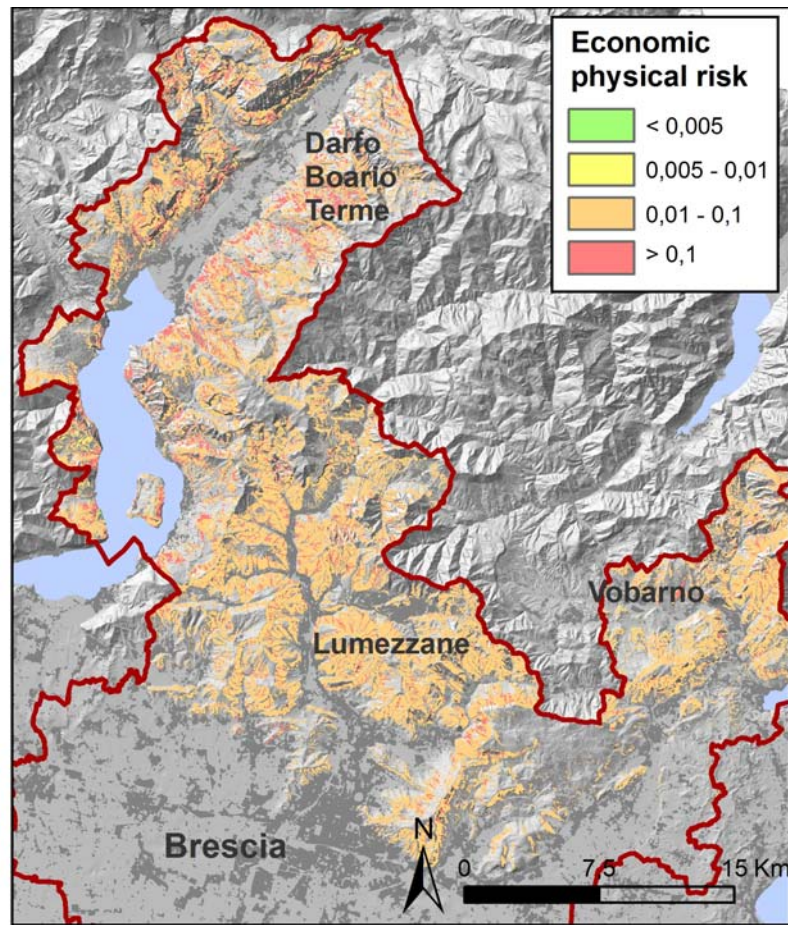 Economic
physical risk
< 0,005
0,005 - 0,01
0,01 - 0,1
> 0,1
Darfo
Boario
Terme
Vobarno
Lumezzane
Brescia
N
0 7,5 15 Km